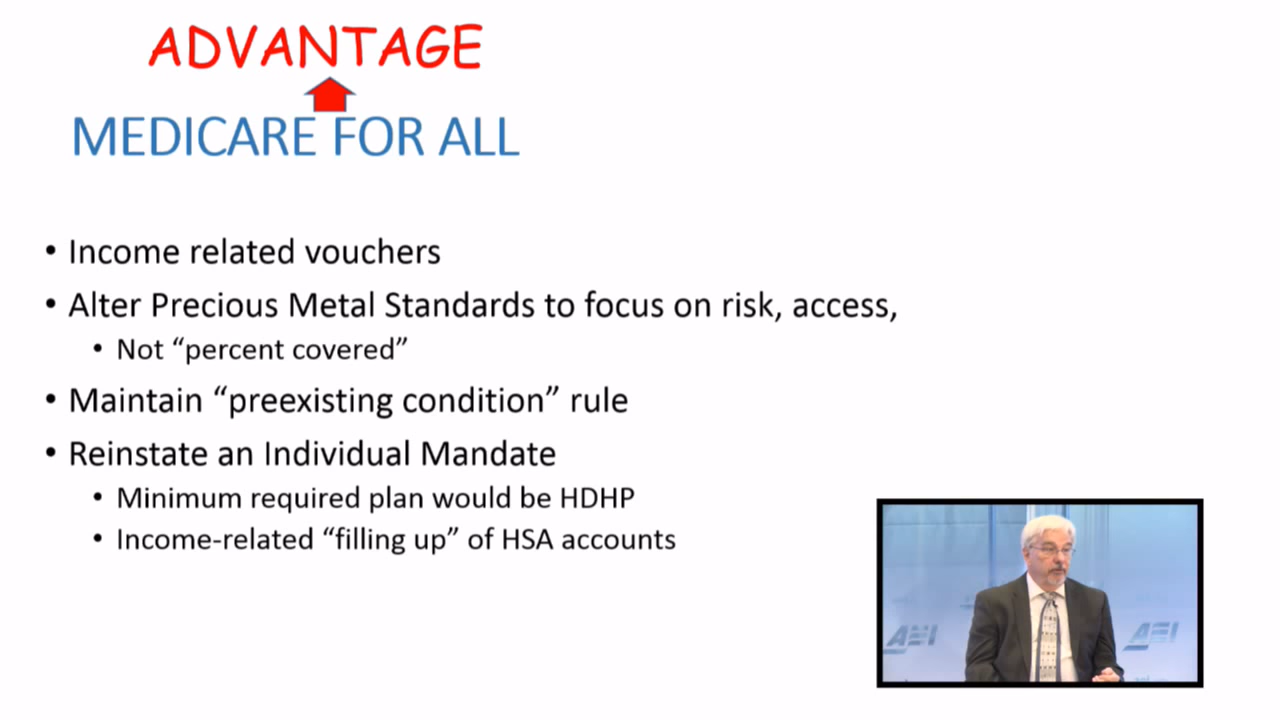 ADVANTAGE
MEDICARE FOR ALL
• Income related vouchers
• Alter Precious Metal Standards to focus on risk, access,
• Not “percent covered”
• Maintain “preexisting condition” rule
• Reinstate an Individual Mandate
• Minimum required plan would be HDHP
• Income-related “filling up” of HSA accounts
AEI
AEI